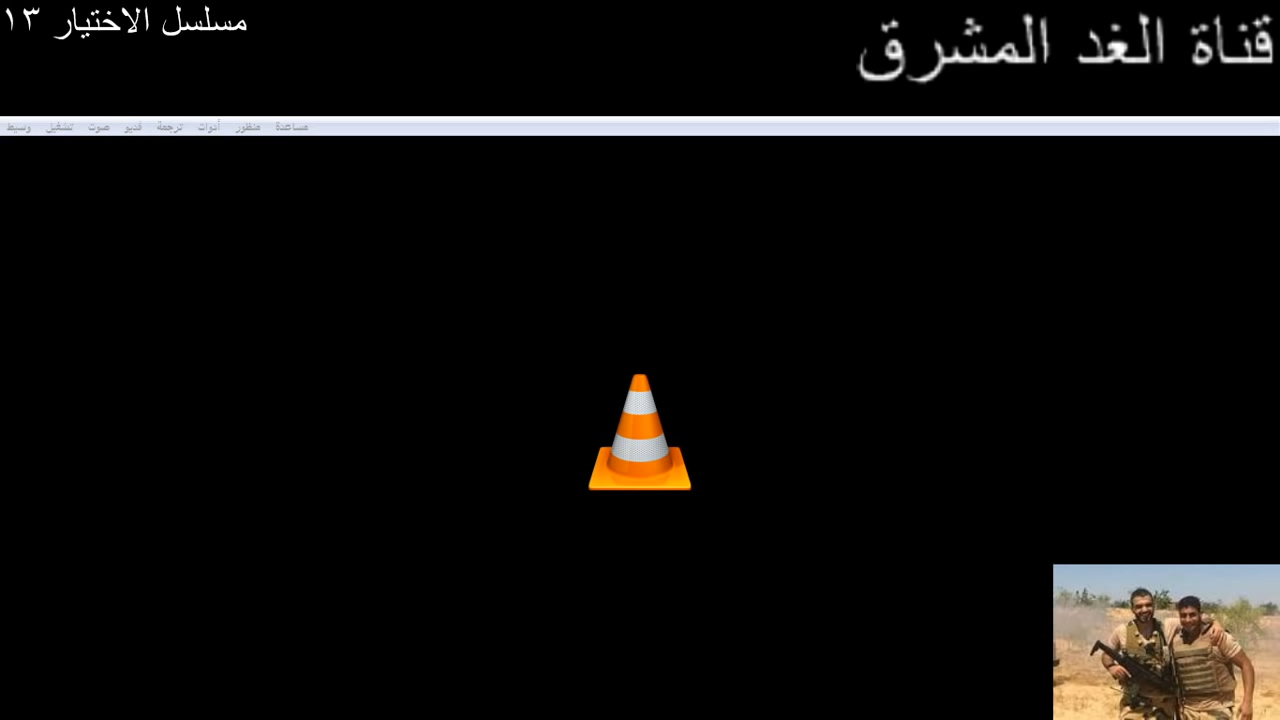 قناة الغد المشرق
مسلسل الاختيار ١٣
وسيط تشغيل صوت فيديو ترجمة أدوات منظور مساعدة